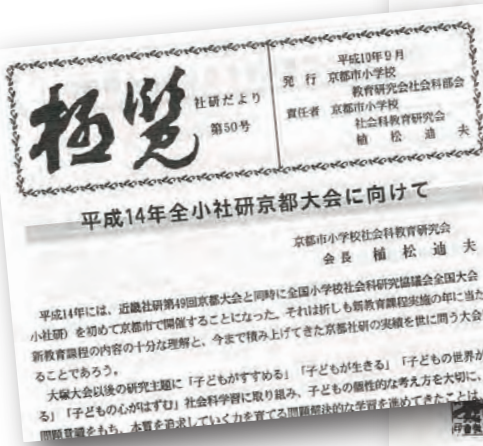 極覧
社研だより
第50号
平成10年9月
発行 京都市小学校
教育研究会社会科部会
責任者 京都市小学校
社会科教育研究会
植松迪夫
平成14年全小社研京都大会に向けて
京都市小学校社会科教育研究会
会長 植松迪夫
平成14年には、近畿社研第49回京都大会と同時に全国小学校社会科研究協議会全国大会
小社研）を初めて京都市で開催することになった。それは折しも新教育課程実施の年に当た
新教育課程の内容の十分な理解と、今まで積み上げてきた京都社研の実績を世に問う大会
ることであろう。
大塚大会以後の研究主題に「子どもがすすめる」「子どもが生きる」「子どもの世界が
る」「子どもの心がはずむ」社会科学習に取り組み、子どもの個性的な考え方を大切に、
問題意識をもち、本質を追求していく力を育てる問題解決的な学習を進めてきたことは、